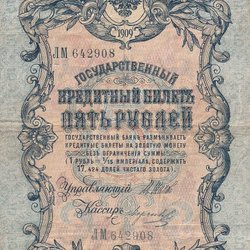 1909
ЛМ 642908
ГОСУДАРСТВЕННЫЙ
КРЕДИТНЫЙ БИЛЕТЪ
ПЯТЬ РУБЛЕЙ
ГОСУДАРСТВЕННЫЙ БАНКЪ РАЗМѢНИВАЕТЪ
КРЕДИТНЫЕ БИЛЕТЫ НА ЗОЛОТУЮ МОНЕТУ
БЕЗЪ ОГРАНИЧЕНІЯ СУММЫ
(1 РУБЛЬ = 1/15 ИМПЕРІАЛА, СОДЕРЖИТЪ
17,424 ДОЛЕЙ ЧИСТАГО ЗОЛОТА)
Управляющій
Кассиръ
ЛМ 642908